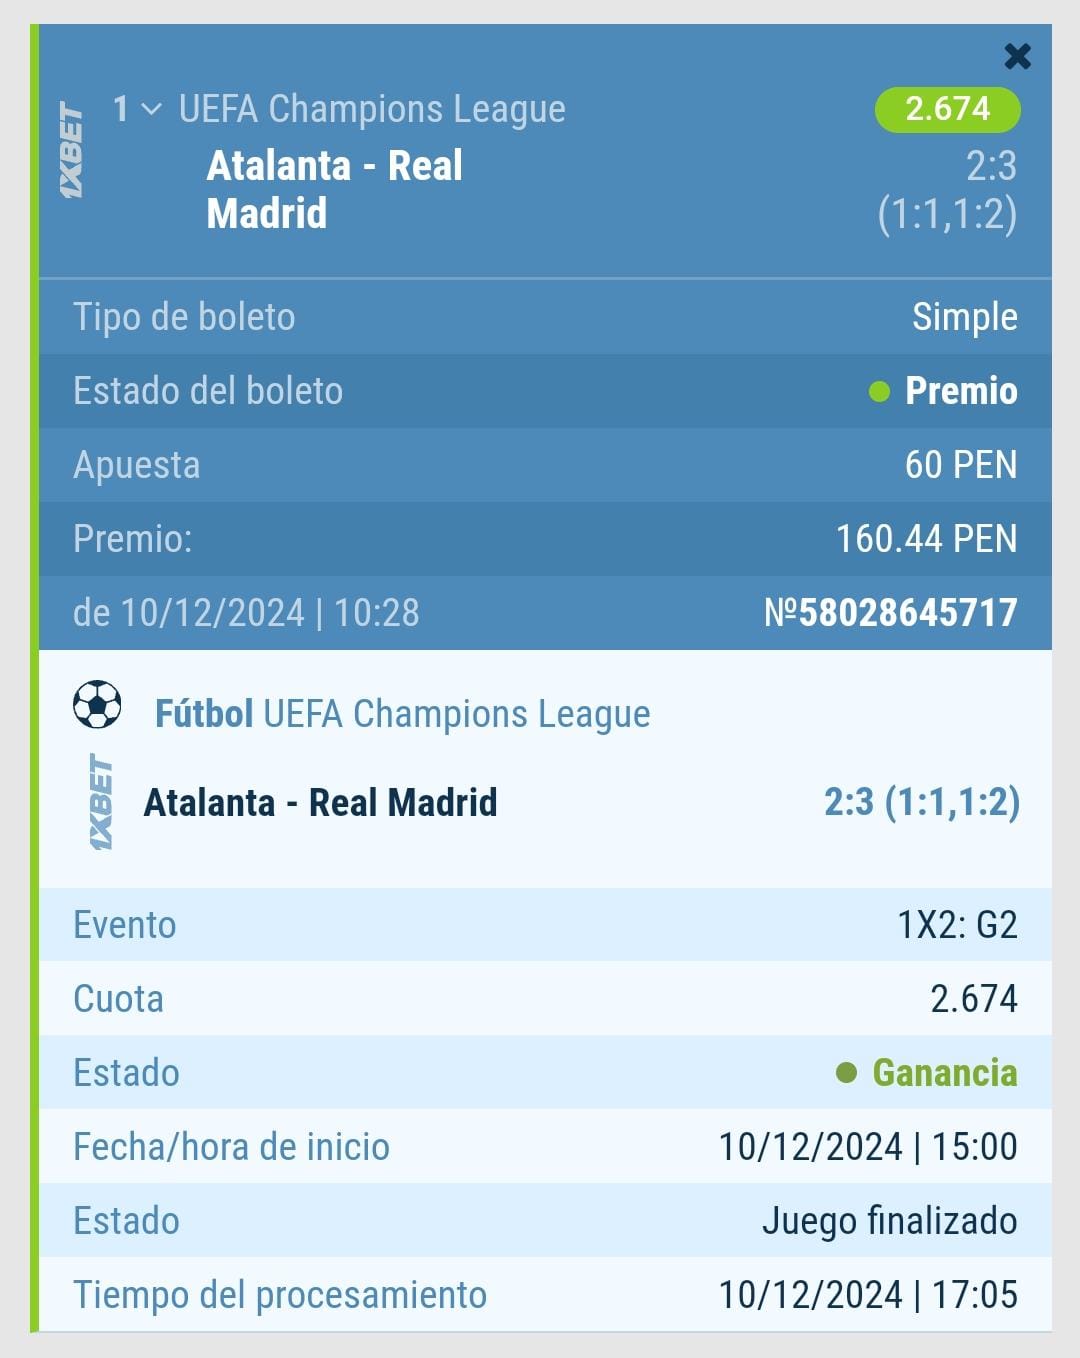 1XBET
1 UEFA Champions League 2.674
Atalanta - Real 2:3
Madrid (1:1,1:2)
Tipo de boleto Simple
Estado del boleto Premio
Apuesta 60 PEN
Premio: 160.44 PEN
de 10/12/2024 | 10:28 №58028645717
Fútbol UEFA Champions League
1XBET
Atalanta - Real Madrid 2:3 (1:1,1:2)
Evento 1X2: G2
Cuota 2.674
Estado Ganancia
Fecha/hora de inicio 10/12/2024 | 15:00
Estado Juego finalizado
Tiempo del procesamiento 10/12/2024 | 17:05